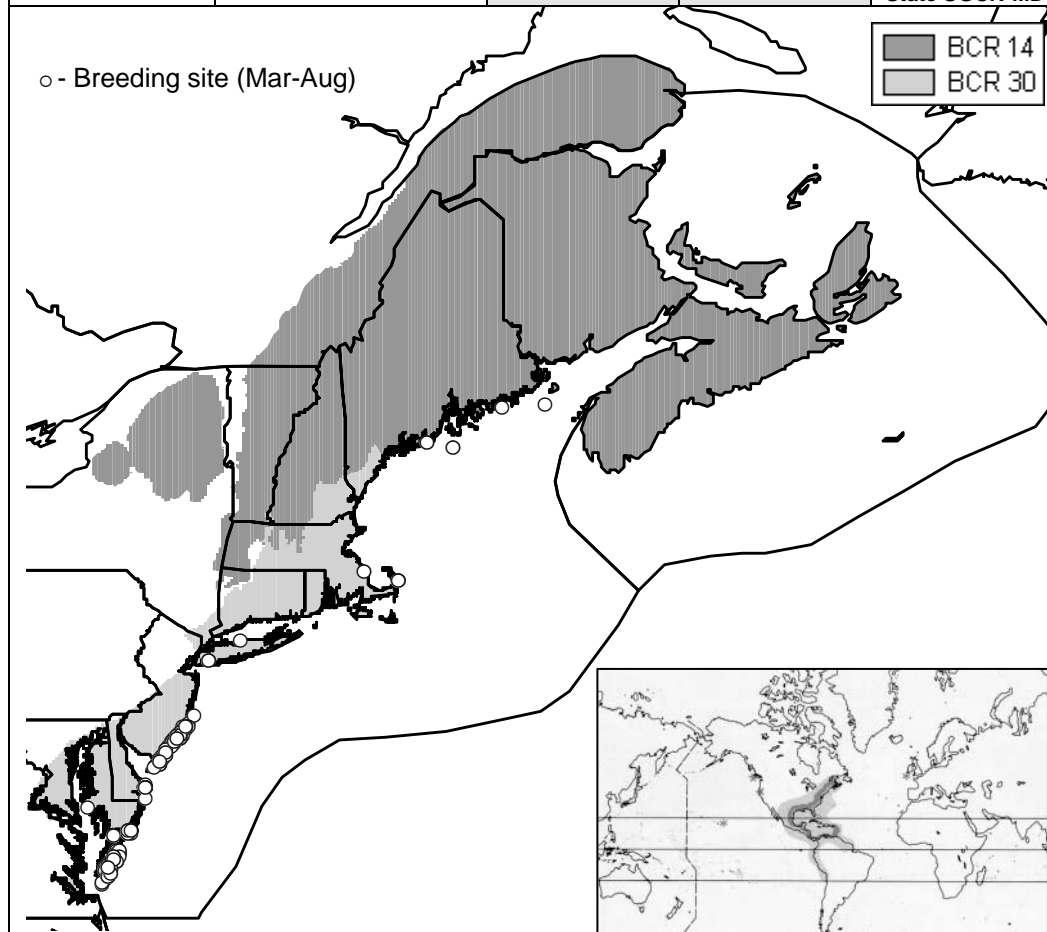 ○ - Breeding site (Mar-Aug)
BCR 14
BCR 30